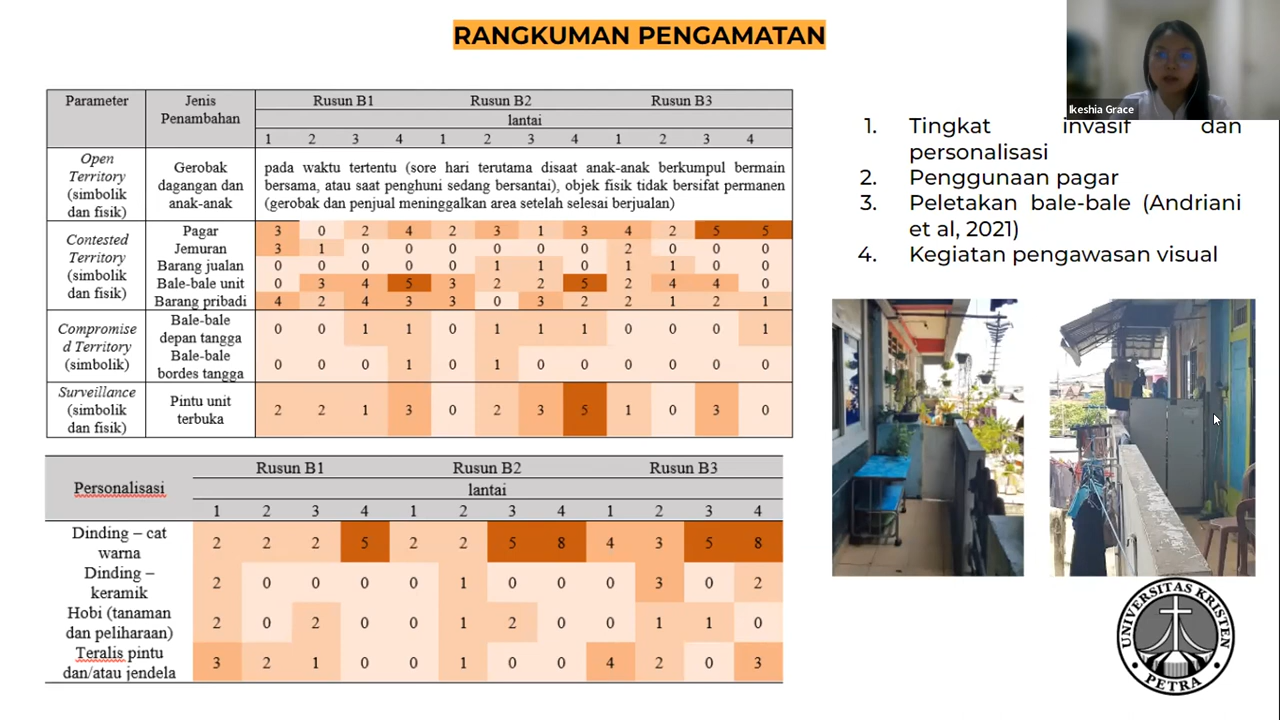 RANGKUMAN PENGAMATAN
Ikeshia Grace
Parameter Jenis Penambahan Rusun B1 Rusun B2 Rusun B3
lantai
1 2 3 4 1 2 3 4 1 2 3 4
Open Territory (simbolik dan fisik) Gerobak dagangan dan anak-anak
pada waktu tertentu (sore hari terutama disaat anak-anak berkumpul bermain
bersama, atau saat penghuni sedang bersantai), objek fisik tidak bersifat permanen
(gerobak dan penjual meninggalkan area setelah selesai berjualan)
Contested Territory (simbolik dan fisik)
Pagar 3 0 2 4 2 3 1 3 4 2 5 5
Jemuran 3 1 0 0 0 0 0 0 2 0 0 0
Barang jualan 0 0 0 0 0 1 1 0 1 1 0 0
Bale-bale unit 0 3 4 5 3 2 2 5 2 4 4 0
Barang pribadi 4 2 4 3 3 0 3 2 2 1 2 1
Compromise d Territory (simbolik)
Bale-bale depan tangga 0 0 1 1 0 1 1 1 0 0 0 1
Bale-bale bordes tangga 0 0 0 1 0 1 0 0 0 0 0 0
Surveillance (simbolik dan fisik) Pintu unit terbuka 2 2 1 3 0 2 3 5 1 0 3 0
Personalisasi Rusun B1 Rusun B2 Rusun B3
lantai
1 2 3 4 1 2 3 4 1 2 3 4
Dinding – cat warna 2 2 2 5 2 2 5 8 4 3 5 8
Dinding – keramik 2 0 0 0 0 1 0 0 0 3 0 2
Hobi (tanaman dan peliharaan) 2 0 2 0 0 1 2 0 0 1 1 0
Teralis pintu dan/atau jendela 3 2 1 0 0 1 0 0 4 2 0 3
1. Tingkat invasif dan
personalisasi
2. Penggunaan pagar
3. Peletakan bale-bale (Andriani
et al, 2021)
4. Kegiatan pengawasan visual
UNIVERSITAS KRISTEN
PETRA